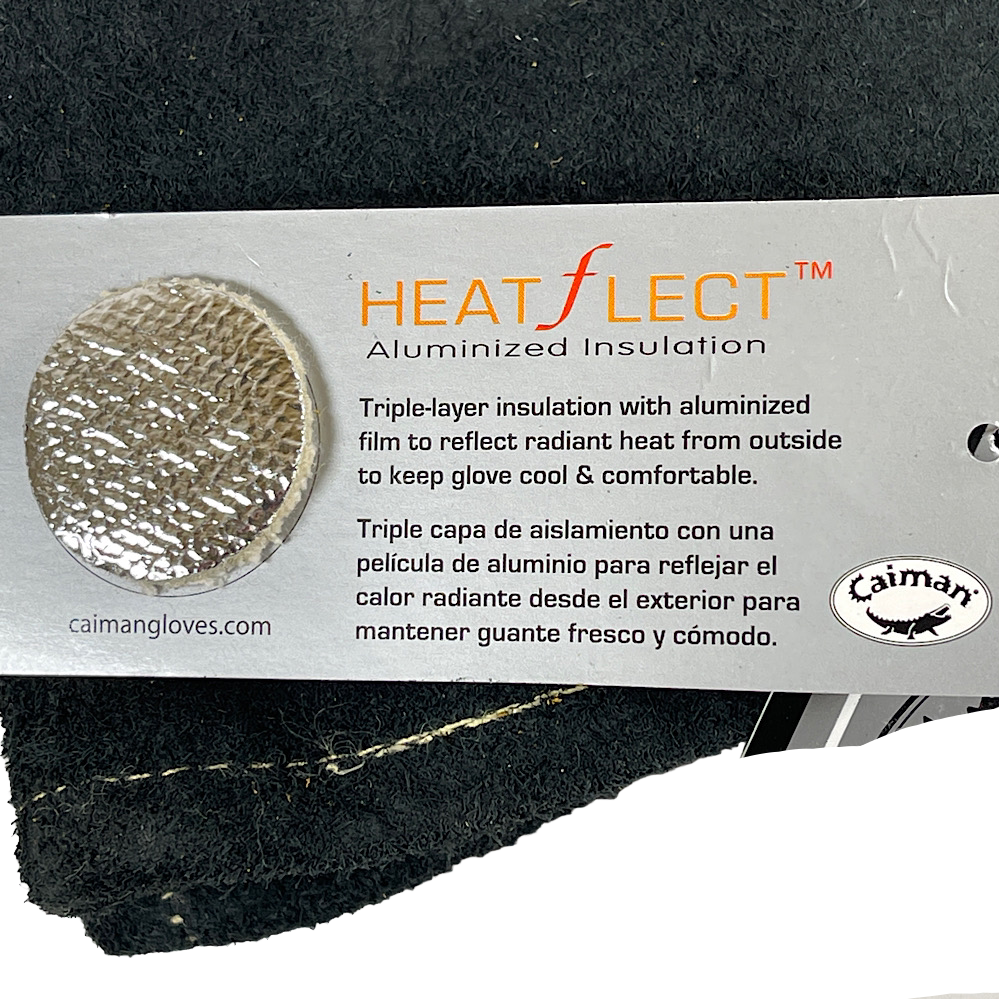 HEATfLECT™
Aluminized Insulation
Triple-layer insulation with aluminized
film to reflect radiant heat from outside
to keep glove cool & comfortable.
Triple capa de aislamiento con una
película de aluminio para reflejar el
calor radiante desde el exterior para
mantener guante fresco y cómodo.
caimangloves.com
Caiman